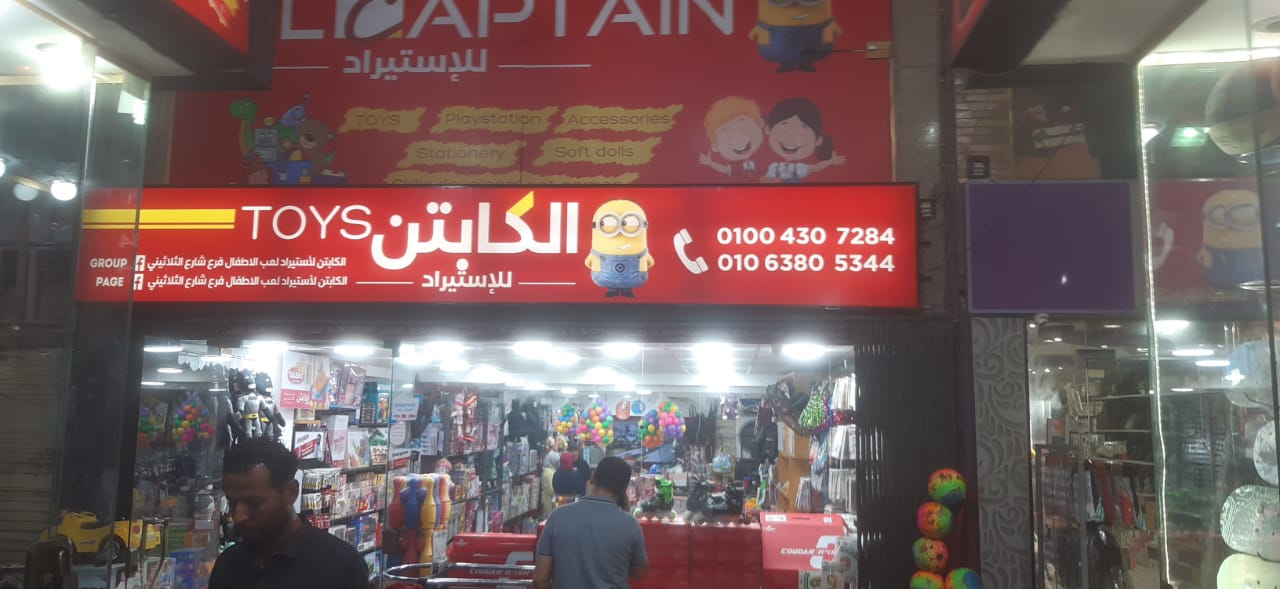 ELCAPTAIN
للإستيراد
TOYS Playstation Accessories
Stationery Soft dolls
TOYS الكابتن
0100 430 7284
GROUP الكابتن لأستيراد لعب الاطفال فرع شارع الثلاثيني
010 6380 5344
PAGE الكابتن لأستيراد لعب الاطفال فرع شارع الثلاثيني
للإستيراد
COUGAR